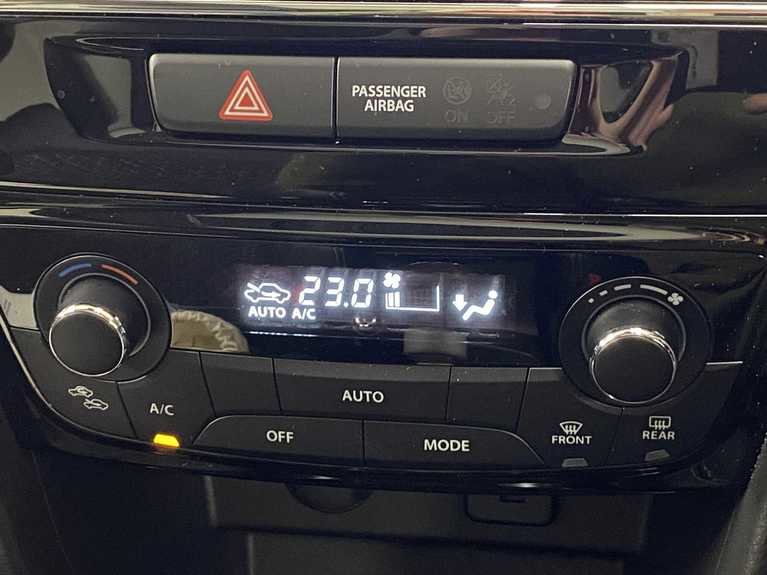 PASSENGER
AIRBAG
ON OFF
23.0
AUTO A/C
A/C
AUTO
OFF
MODE
FRONT
REAR